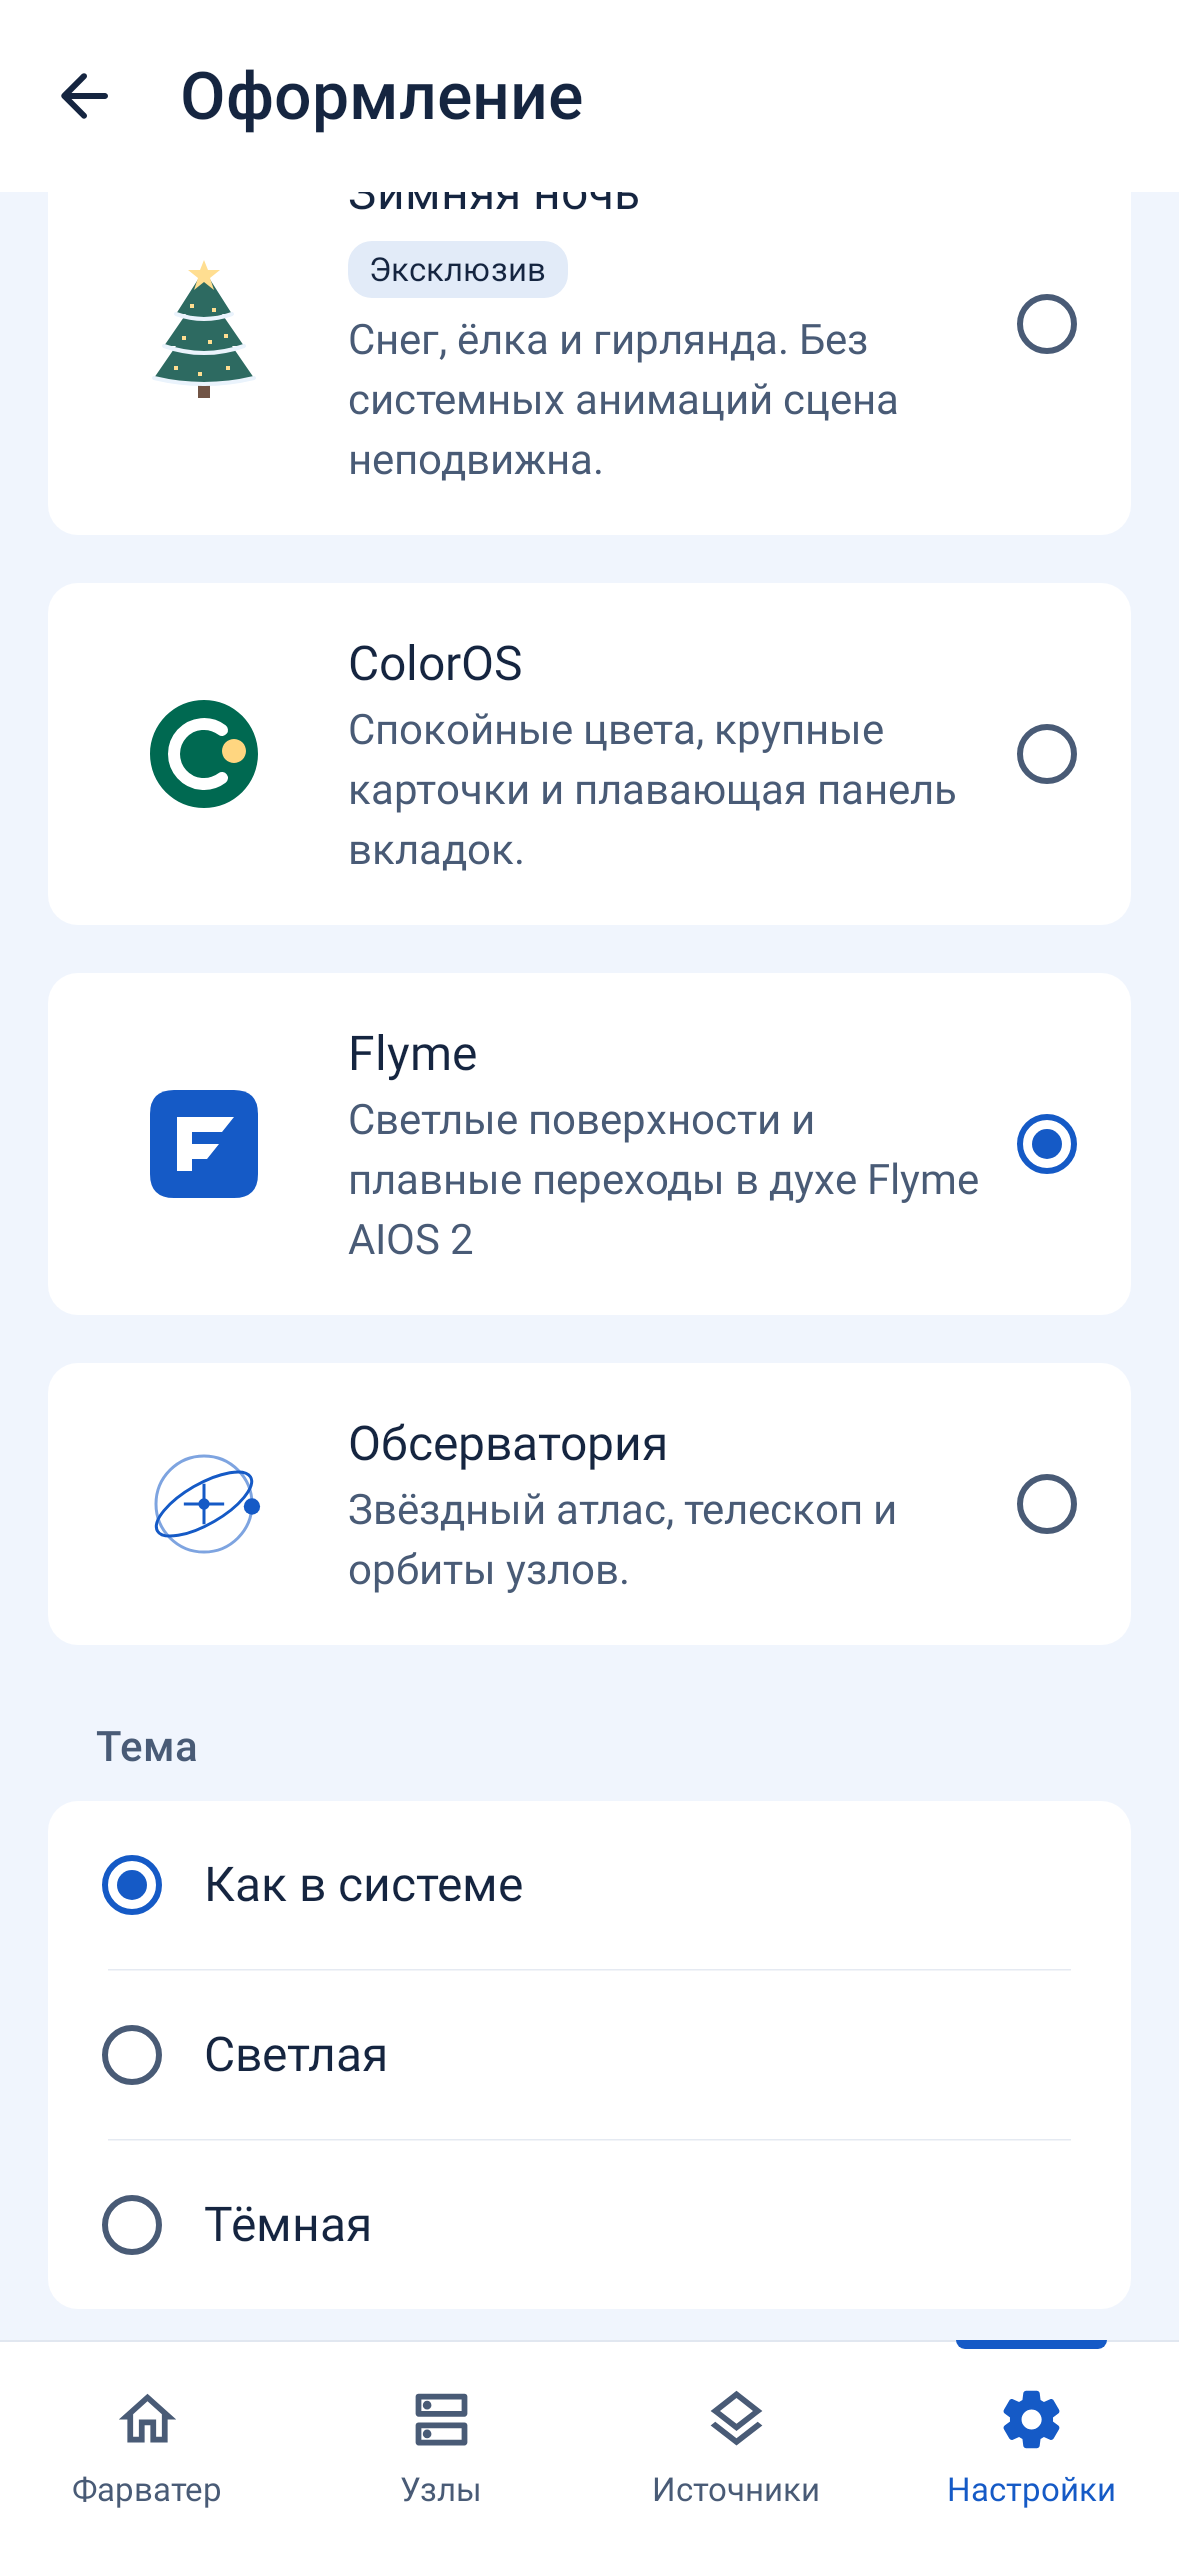 Оформление
Зимняя ночь
Эксклюзив
Снег, ёлка и гирлянда. Без
системных анимаций сцена
неподвижна.
ColorOS
Спокойные цвета, крупные
карточки и плавающая панель
вкладок.
Flyme
Светлые поверхности и
плавные переходы в духе Flyme
AIOS 2
Обсерватория
Звёздный атлас, телескоп и
орбиты узлов.
Тема
Как в системе
Светлая
Тёмная
Фарватер
Узлы
Источники
Настройки